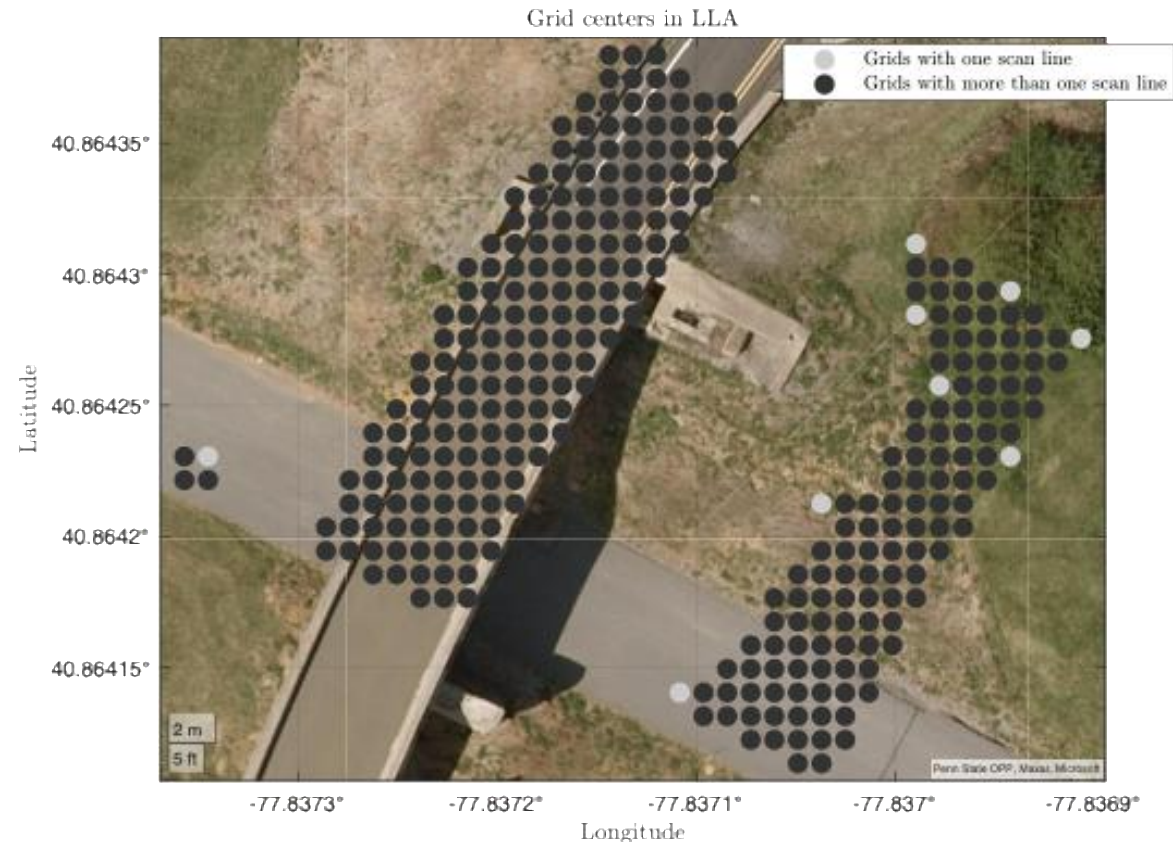 Grid centers in LLA
Grids with one scan line
Grids with more than one scan line
40.86435°
40.8643°
40.86425°
40.8642°
40.86415°
Latitude
2 m
5 ft
Penn State OPP, Maxar, Microsoft
-77.8373°
-77.8372°
-77.8371°
-77.837°
-77.8369°
Longitude